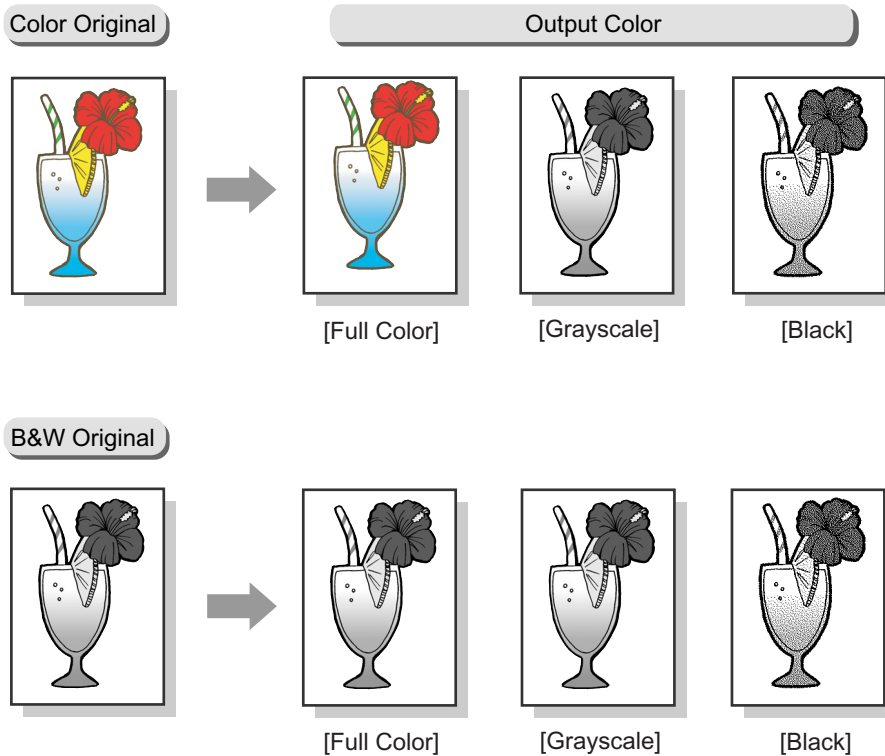 Color Original
Output Color
[Full Color]
[Grayscale]
[Black]
B&W Original
[Full Color]
[Grayscale]
[Black]